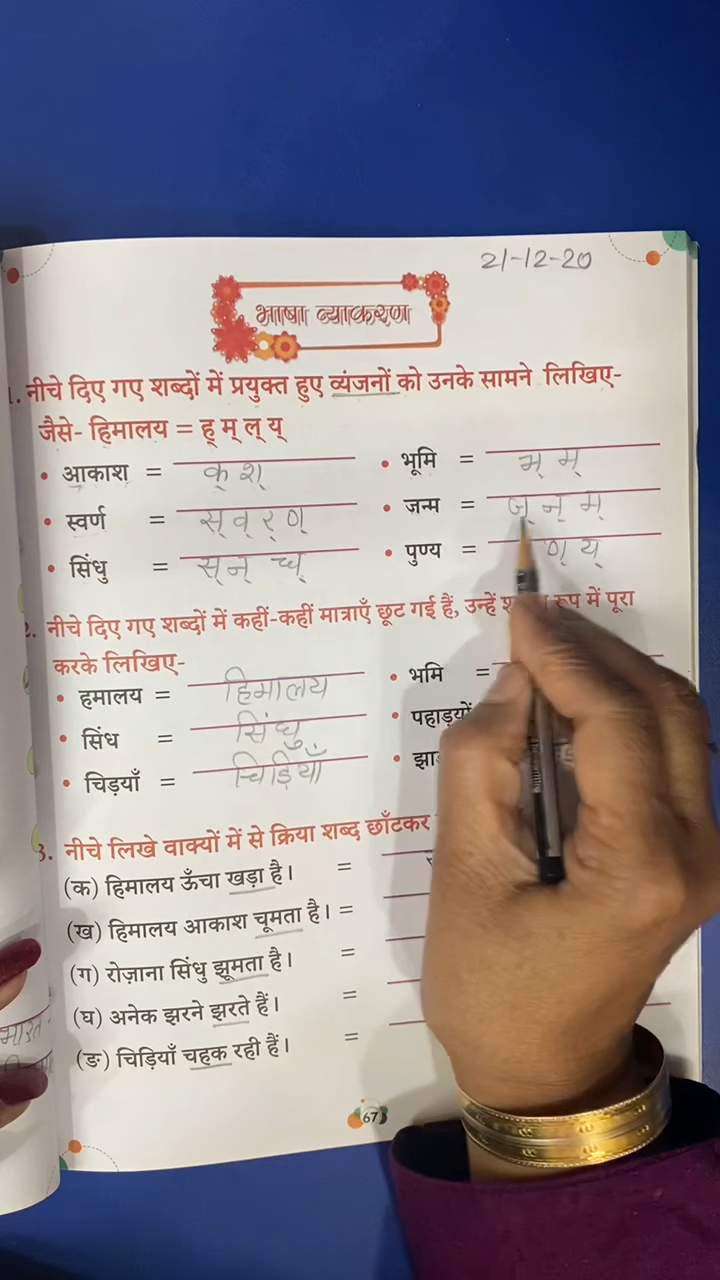 21-12-20
भाषा व्याकरण
1. नीचे दिए गए शब्दों में प्रयुक्त हुए व्यंजनों को उनके सामने लिखिए-
जैसे- हिमालय = ह् म् ल् य्
• आकाश = क् श् • भूमि = भ् म्
• स्वर्ण = स् व् र् ण् • जन्म = ज् न् म्
• सिंधु = स् न् ध् • पुण्य = ण् य्
2. नीचे दिए गए शब्दों में कहीं-कहीं मात्राएँ छूट गई हैं, उन्हें रूप में पूरा
करके लिखिए-
• हमालय = हिमालय • भमि =
• सिंध = सिंधु • पहाड़यों
• चिड़याँ = चिड़ियाँ •
3. नीचे लिखे वाक्यों में से क्रिया शब्द छाँटकर
(क) हिमालय ऊँचा खड़ा है। =
(ख) हिमालय आकाश चूमता है। =
(ग) रोज़ाना सिंधु झूमता है। =
(घ) अनेक झरने झरते हैं। =
(ङ) चिड़ियाँ चहक रही हैं। =
भारत
67